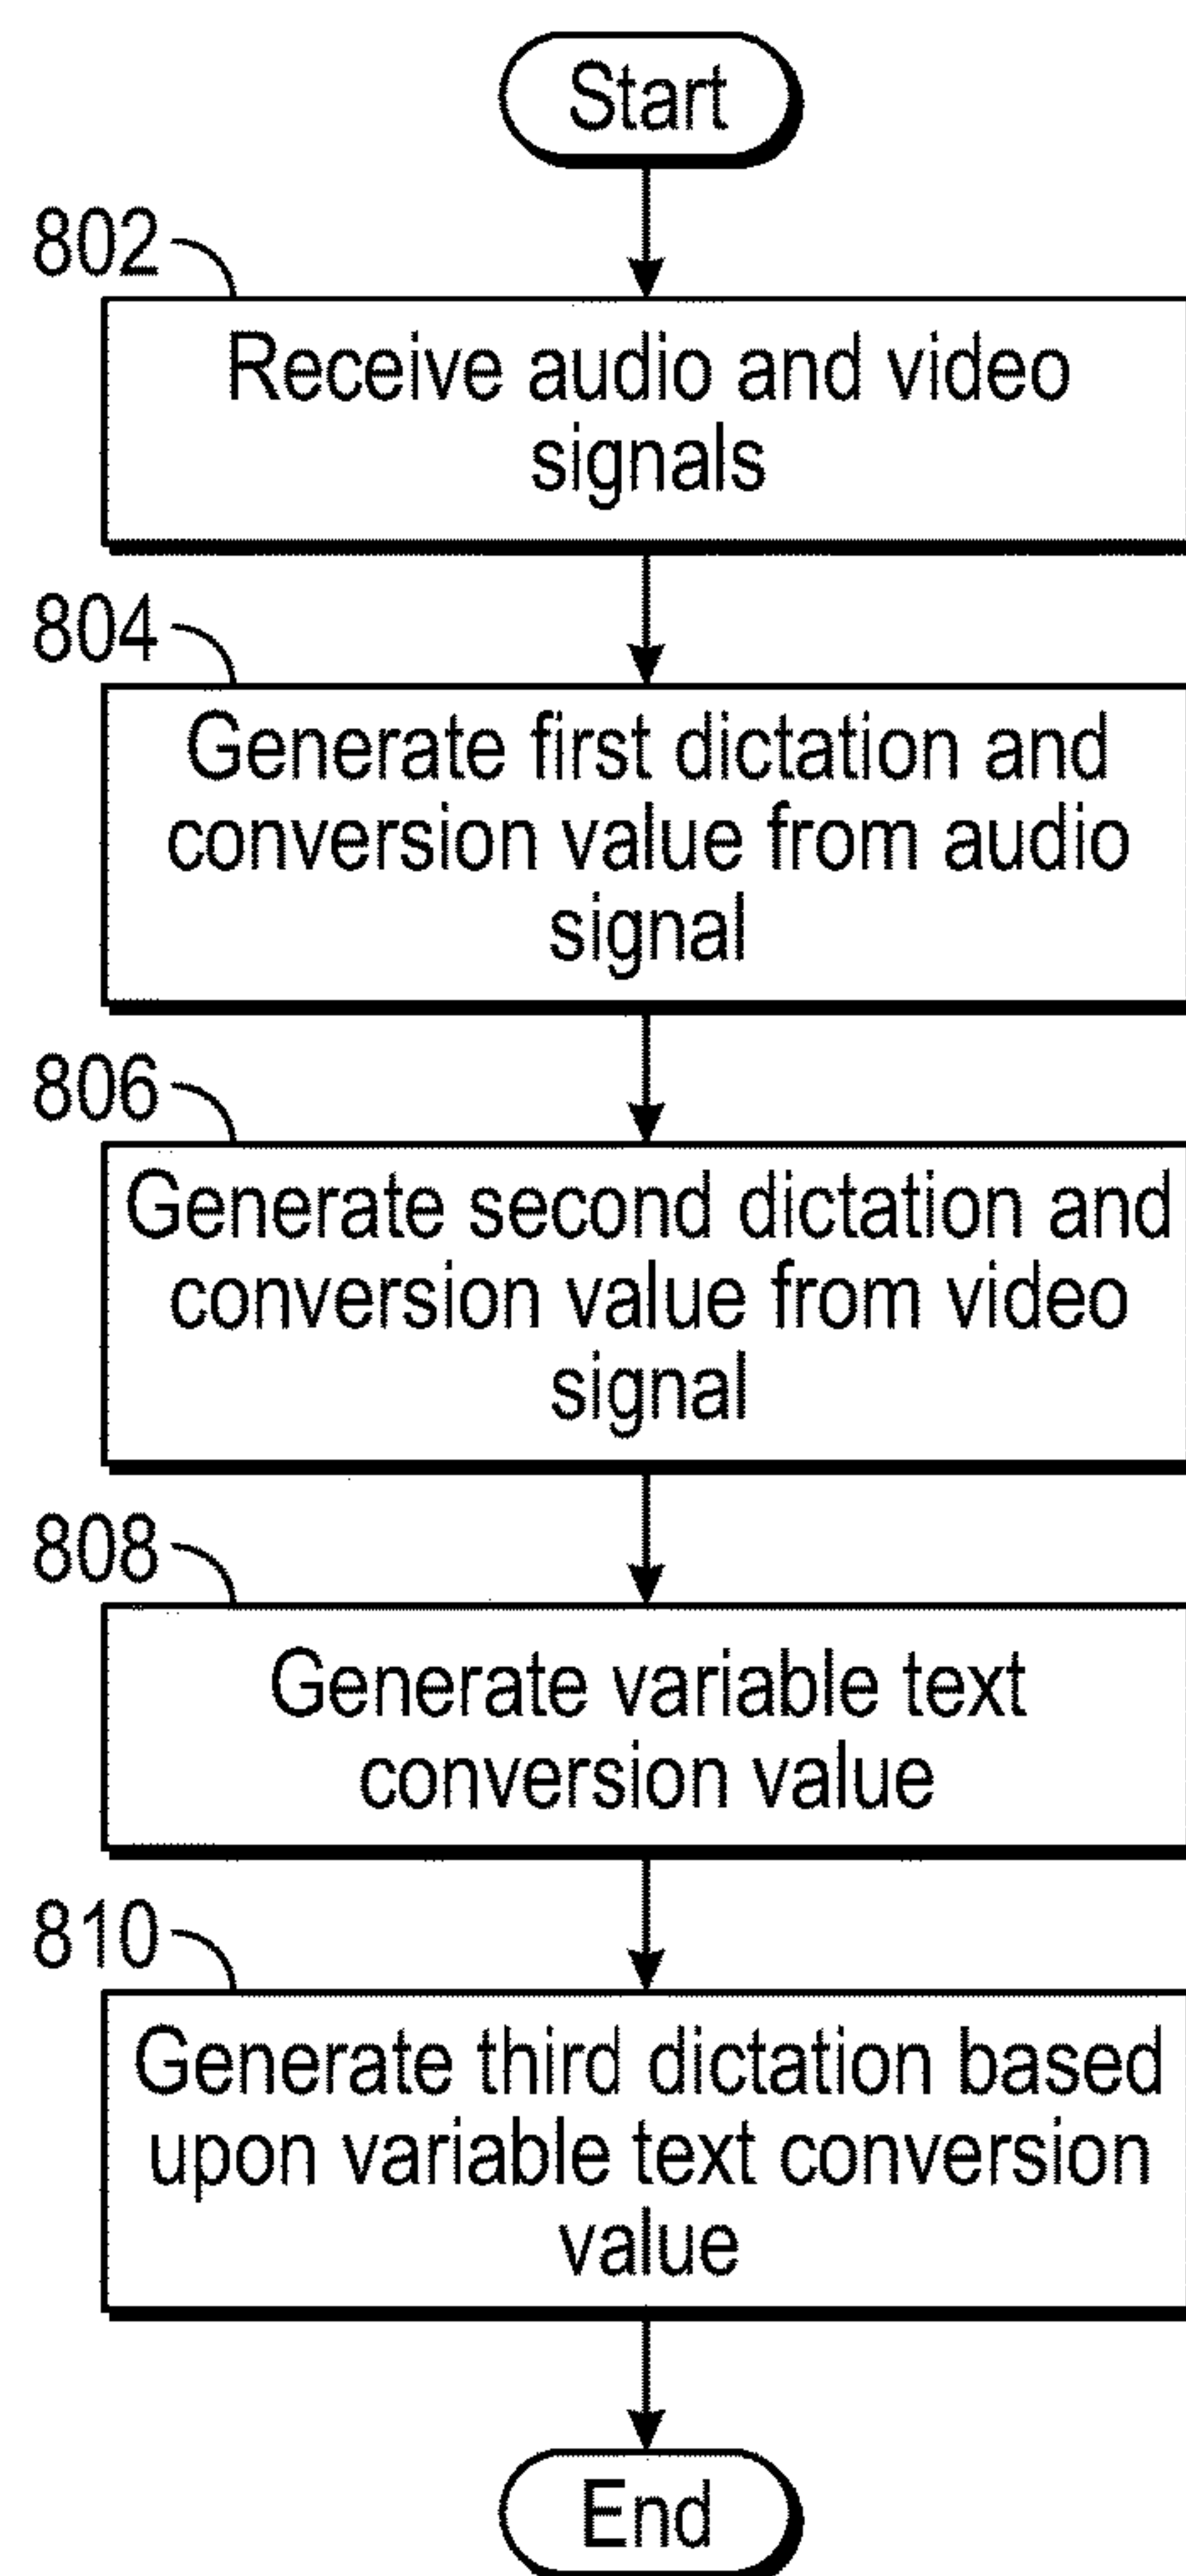 Start
802
Receive audio and video
signals
804
Generate first dictation and
conversion value from audio
signal
806
Generate second dictation and
conversion value from video
signal
808
Generate variable text
conversion value
810
Generate third dictation based
upon variable text conversion
value
End